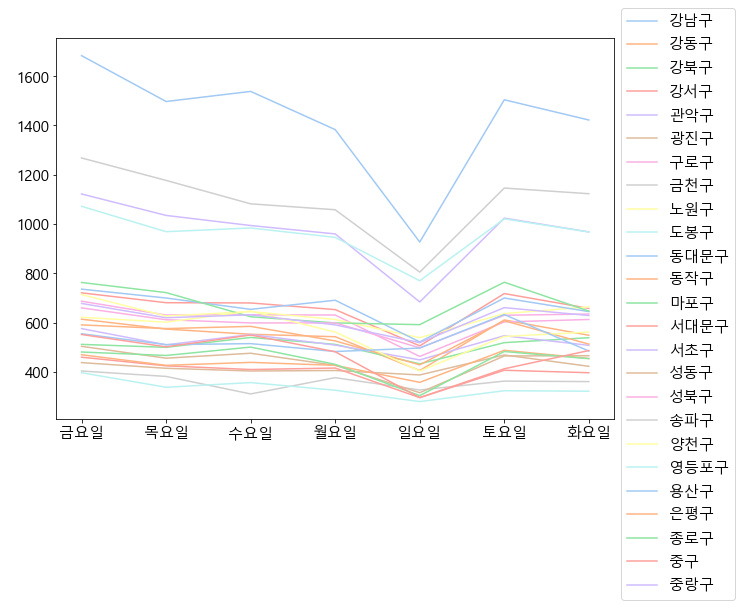 1600
1400
1200
1000
800
600
400
금요일 목요일 수요일 월요일 일요일 토요일 화요일
강남구
강동구
강북구
강서구
관악구
광진구
구로구
금천구
노원구
도봉구
동대문구
동작구
마포구
서대문구
서초구
성동구
성북구
송파구
양천구
영등포구
용산구
은평구
종로구
중구
중랑구